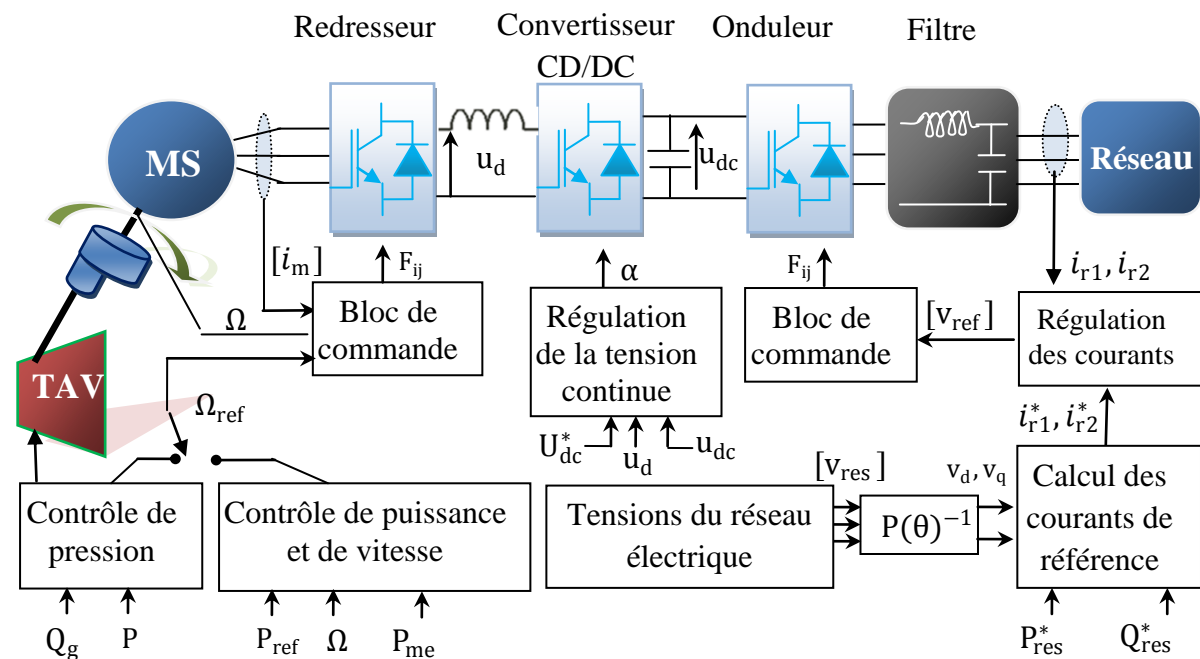 Redresseur
Convertisseur
CD/DC
Onduleur
Filtre
MS
u_d
u_dc
Réseau
[i_m]
F_ij
α
F_ij
i_r1, i_r2
Ω
Bloc de
commande
Régulation
de la tension
continue
Bloc de
commande
[v_ref]
Régulation
des courants
TAV
Ω_ref
U*_dc
u_d
u_dc
i*_r1, i*_r2
Contrôle de
pression
Contrôle de puissance
et de vitesse
Tensions du réseau
électrique
[v_res]
P(θ)⁻¹
v_d, v_q
Calcul des
courants de
référence
Q_g
P
P_ref
Ω
P_me
P*_res
Q*_res